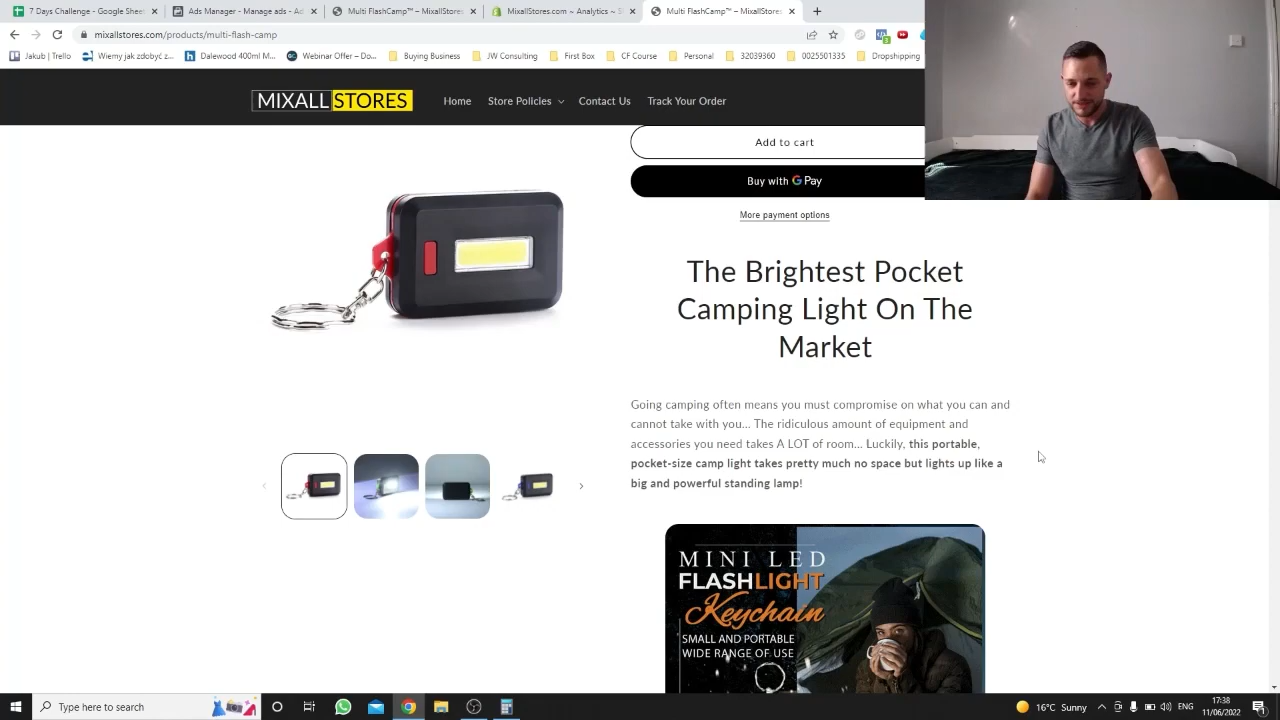 7 Days Challenge - Google Sheet
Ads Manager - Manage ads - Ad
Multi FlashCamp™ – MixallStores
MixallStores.com ~ Analytics ~ S
Multi FlashCamp™ – MixallStores
mixallstores.com/products/multi-flash-camp
Jakub | Trello
Wiemy jak zdobyć z...
Dalewood 400ml M...
Webinar Offer – Do...
Buying Business
JW Consulting
First Box
CF Course
Personal
32039360
0025501335
Dropshipping
MIXALL STORES
Home
Store Policies
Contact Us
Track Your Order
Add to cart
Buy with G Pay
More payment options
The Brightest Pocket
Camping Light On The
Market
Going camping often means you must compromise on what you can and
cannot take with you... The ridiculous amount of equipment and
accessories you need takes A LOT of room... Luckily, this portable,
pocket-size camp light takes pretty much no space but lights up like a
big and powerful standing lamp!
MINI LED
FLASHLIGHT
Keychain
SMALL AND PORTABLE
WIDE RANGE OF USE
Type here to search
16°C Sunny
ENG
17:38
11/06/2022